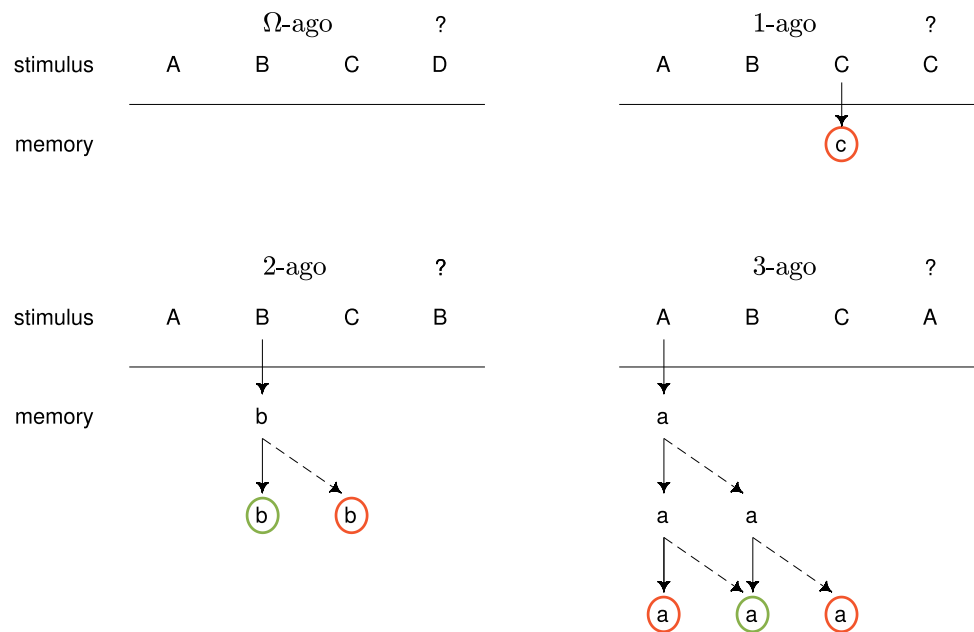 Ω-ago ? 1-ago ?
stimulus A B C D A B C C
memory c
2-ago ? 3-ago ?
stimulus A B C B A B C A
memory b a
b b a a
a a a